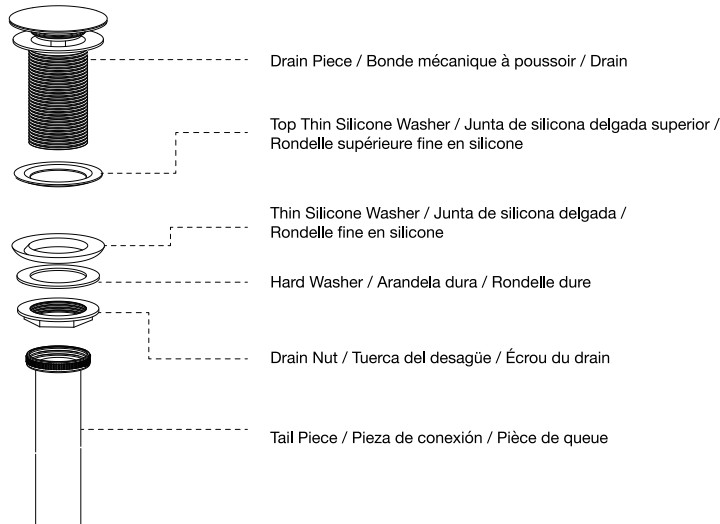 Drain Piece / Bonde mécanique à poussoir / Drain
Top Thin Silicone Washer / Junta de silicona delgada superior /
Rondelle supérieure fine en silicone
Thin Silicone Washer / Junta de silicona delgada /
Rondelle fine en silicone
Hard Washer / Arandela dura / Rondelle dure
Drain Nut / Tuerca del desagüe / Écrou du drain
Tail Piece / Pieza de conexión / Pièce de queue